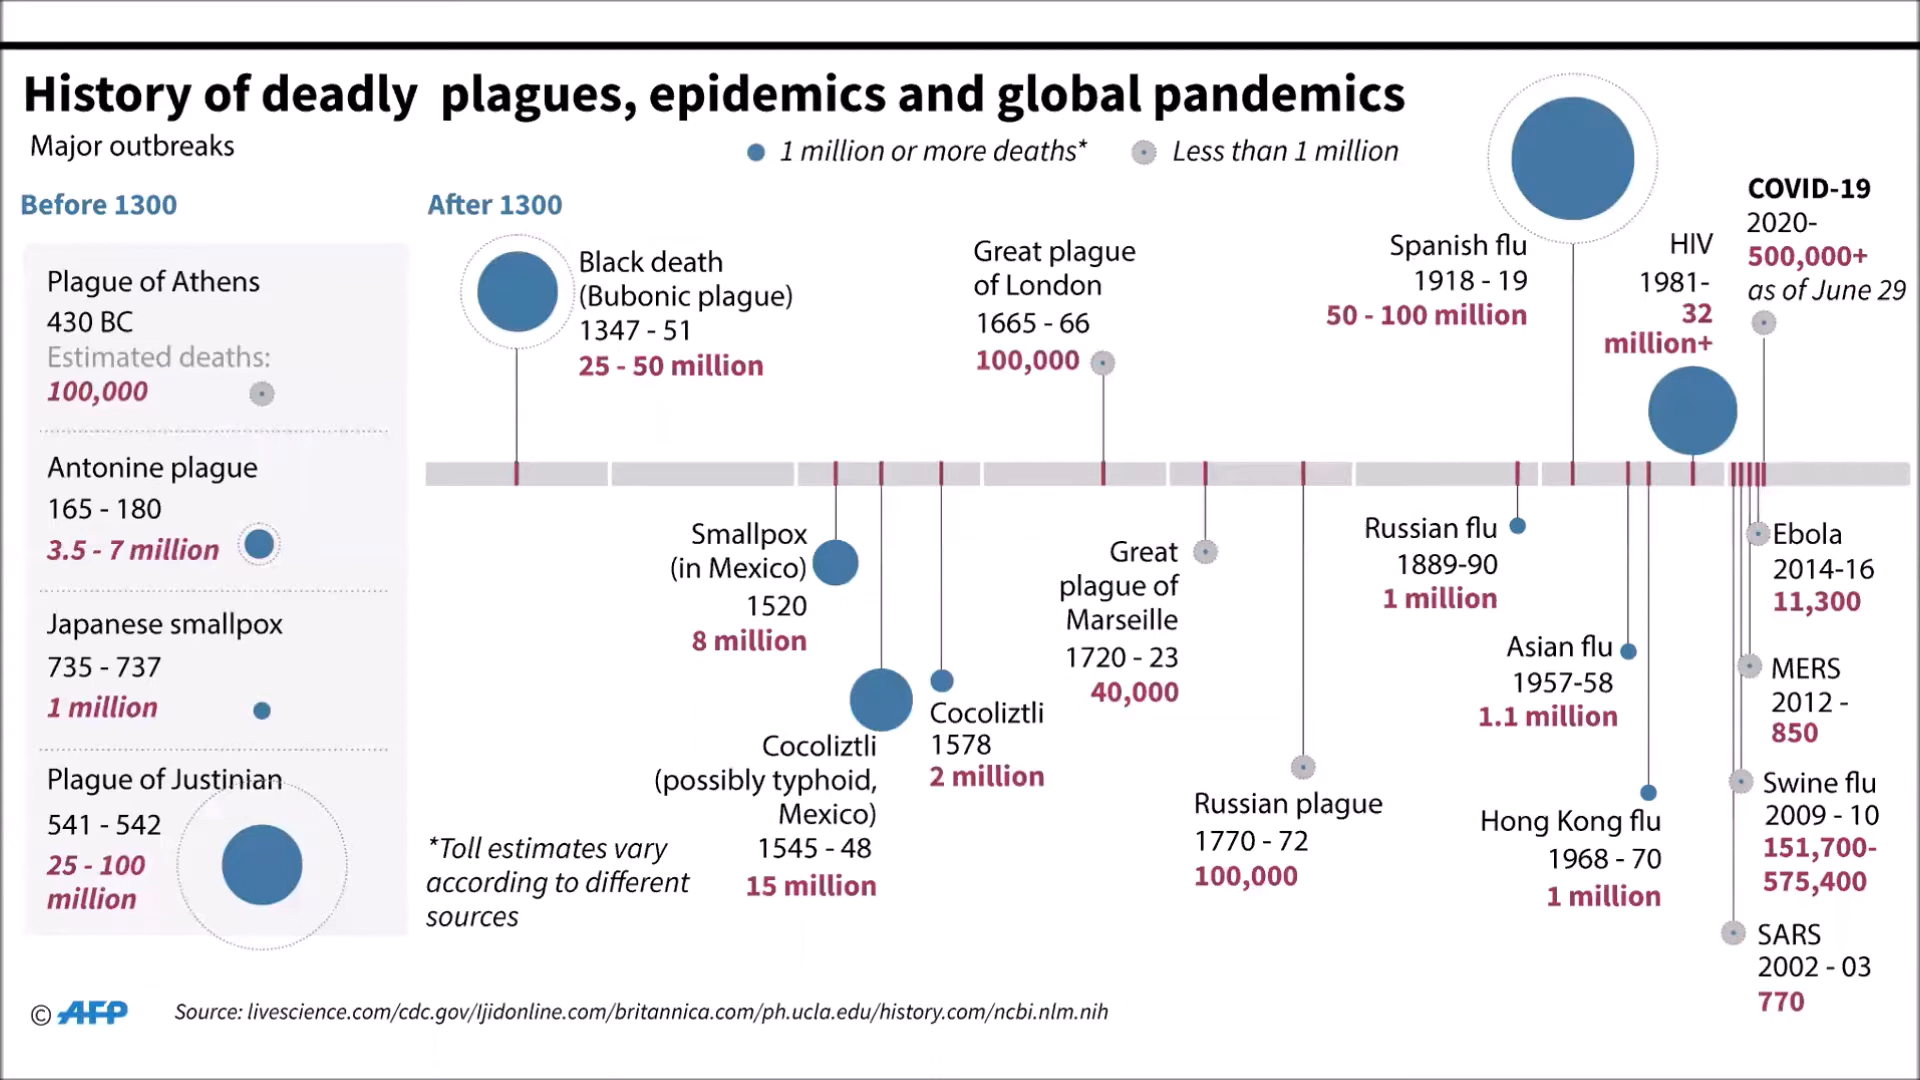 History of deadly plagues, epidemics and global pandemics
Major outbreaks
1 million or more deaths*
Less than 1 million
Before 1300
Plague of Athens
430 BC
Estimated deaths:
100,000
Antonine plague
165 - 180
3.5 - 7 million
Japanese smallpox
735 - 737
1 million
Plague of Justinian
541 - 542
25 - 100
million
After 1300
Black death
(Bubonic plague)
1347 - 51
25 - 50 million
Great plague
of London
1665 - 66
100,000
Spanish flu
1918 - 19
50 - 100 million
HIV
1981-
32
million+
COVID-19
2020-
500,000+
as of June 29
Smallpox
(in Mexico)
1520
8 million
Cocoliztli
(possibly typhoid,
Mexico)
1545 - 48
15 million
Cocoliztli
1578
2 million
Great
plague of
Marseille
1720 - 23
40,000
Russian plague
1770 - 72
100,000
Russian flu
1889-90
1 million
Asian flu
1957-58
1.1 million
Hong Kong flu
1968 - 70
1 million
Ebola
2014-16
11,300
MERS
2012 -
850
Swine flu
2009 - 10
151,700-
575,400
SARS
2002 - 03
770
*Toll estimates vary
according to different
sources
© AFP
Source: livescience.com/cdc.gov/Ijidonline.com/britannica.com/ph.ucla.edu/history.com/ncbi.nlm.nih